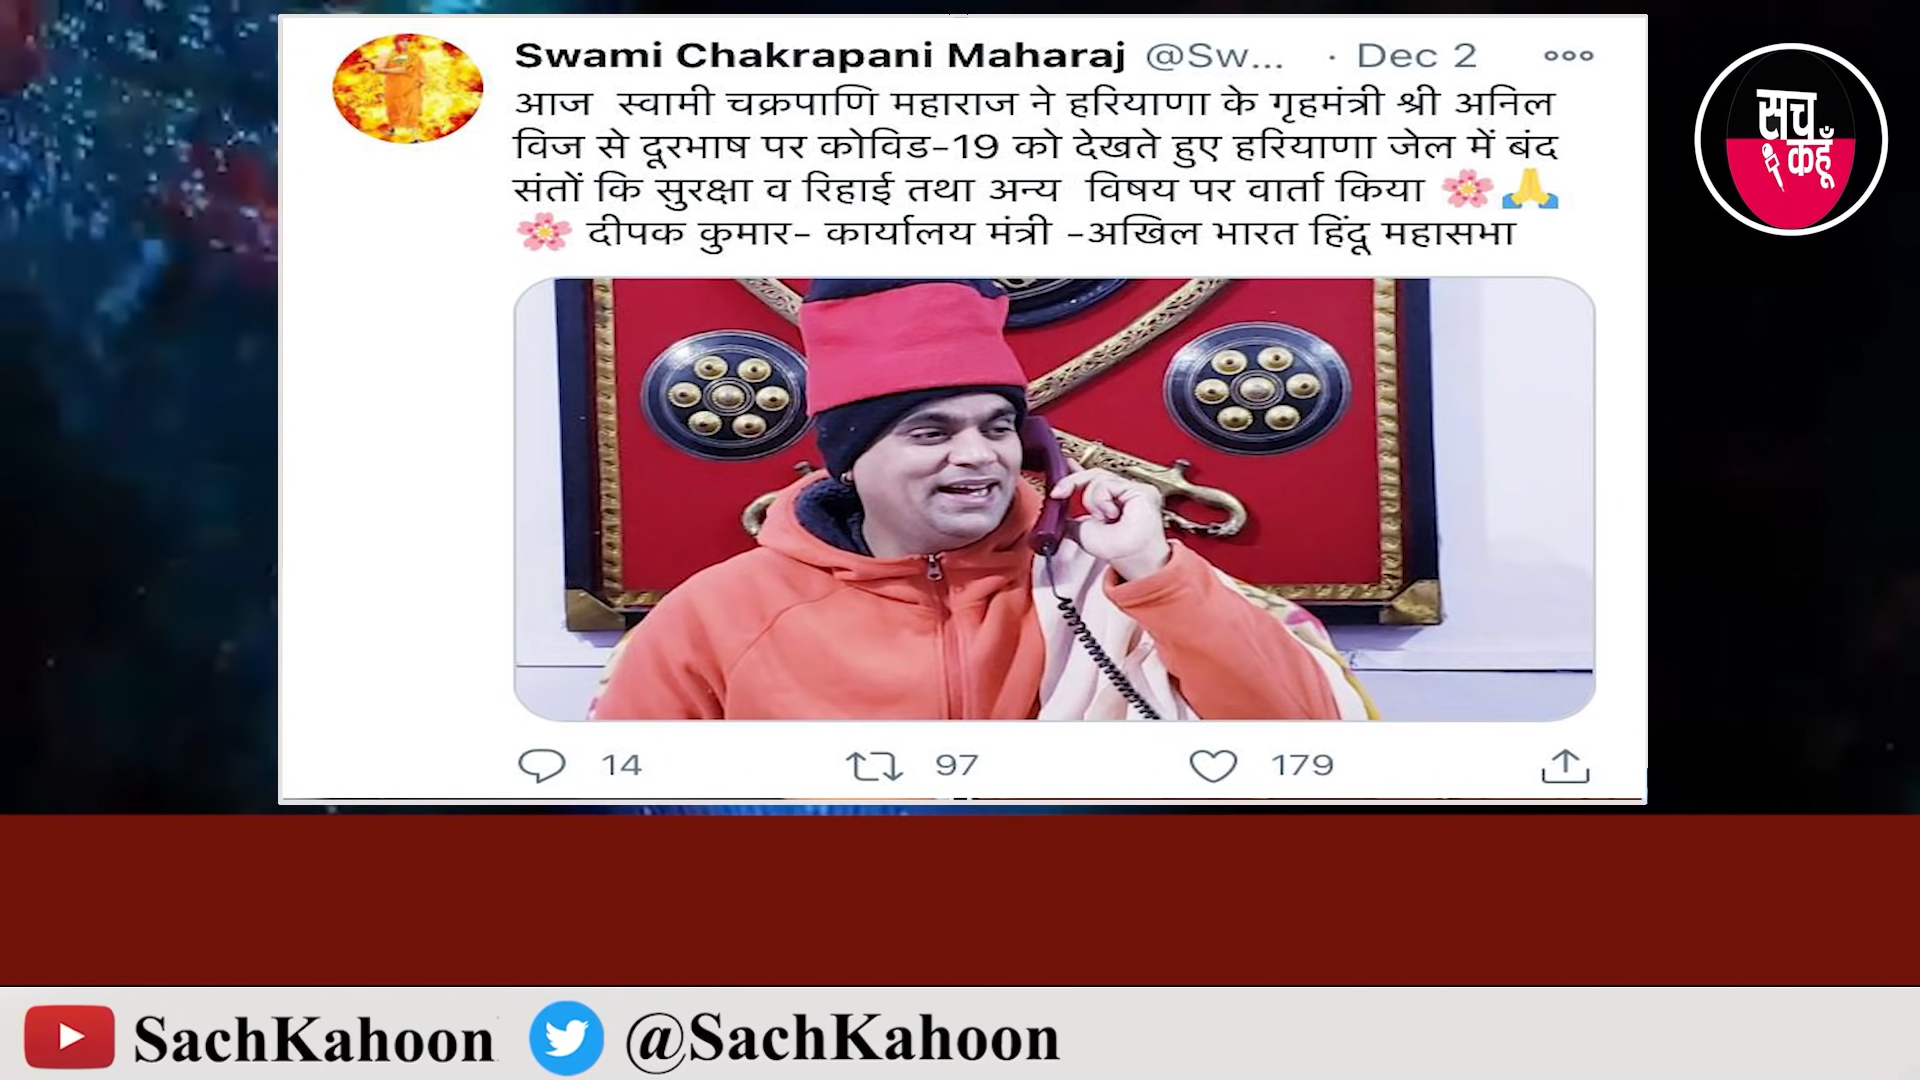 Swami Chakrapani Maharaj @Sw... · Dec 2
आज स्वामी चक्रपाणि महाराज ने हरियाणा के गृहमंत्री श्री अनिल
विज से दूरभाष पर कोविड-19 को देखते हुए हरियाणा जेल में बंद
संतों कि सुरक्षा व रिहाई तथा अन्य विषय पर वार्ता किया 🌸🙏
🌸 दीपक कुमार- कार्यालय मंत्री -अखिल भारत हिंदू महासभा
14 97 179
सच
कहूँ
SachKahoon @SachKahoon